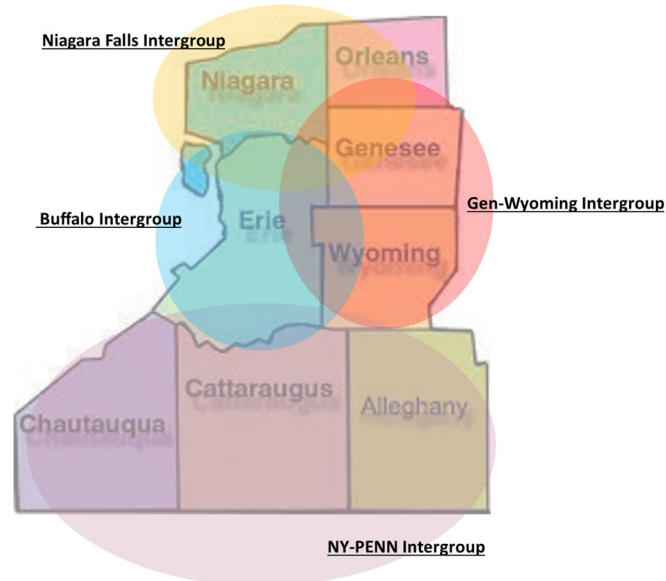 Niagara Falls Intergroup
Orleans
Niagara
Genesee
Gen-Wyoming Intergroup
Buffalo Intergroup
Erie
Wyoming
Cattaraugus
Alleghany
Chautauqua
NY-PENN Intergroup